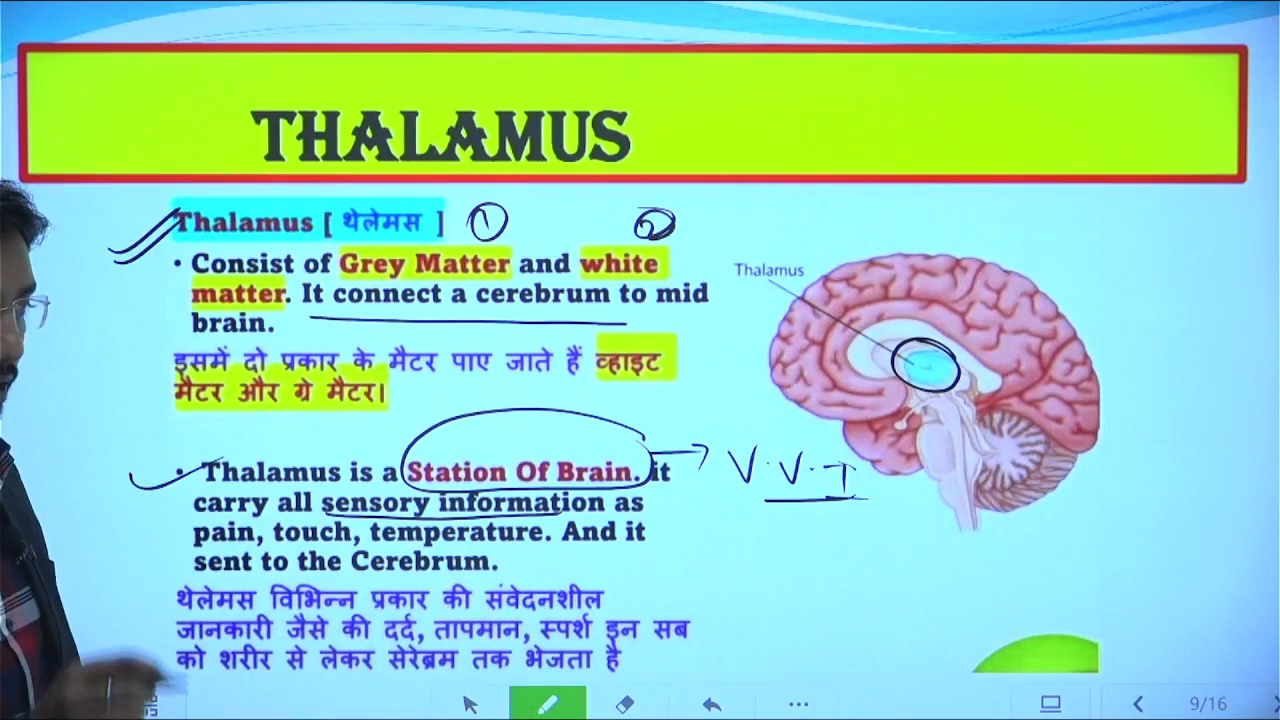 THALAMUS
Thalamus [ थेलेमस ] 1 2
• Consist of Grey Matter and white
matter. It connect a cerebrum to mid
brain.
इसमें दो प्रकार के मैटर पाए जाते हैं व्हाइट
मैटर और ग्रे मैटर।
Thalamus
• Thalamus is a Station Of Brain. it
carry all sensory information as
pain, touch, temperature. And it
sent to the Cerebrum.
V.V.I
थेलेमस विभिन्न प्रकार की संवेदनशील
जानकारी जैसे की दर्द, तापमान, स्पर्श इन सब
को शरीर से लेकर सेरेब्रम तक भेजता है
9/16